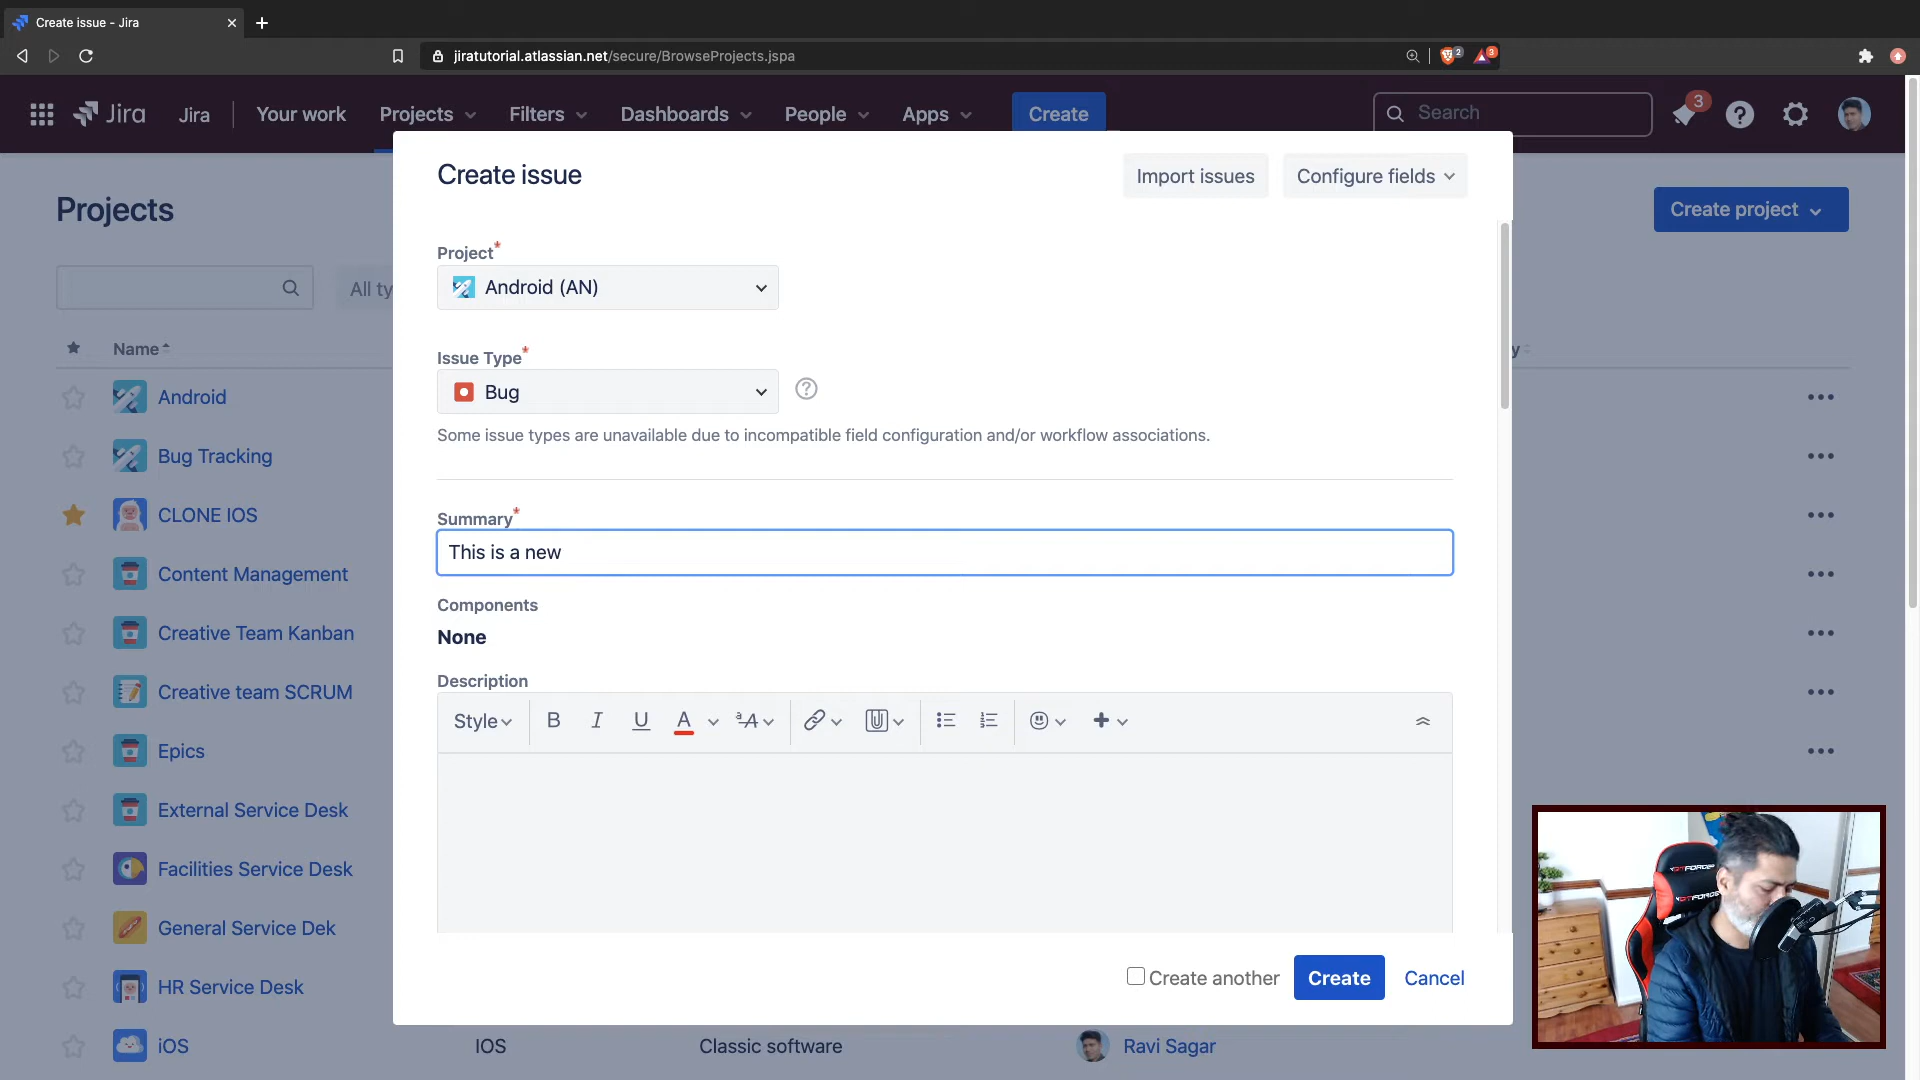 Create issue - Jira
jiratutorial.atlassian.net/secure/BrowseProjects.jspa
2
3
Jira
Jira
Your work
Projects
Filters
Dashboards
People
Apps
Create
Search
3
Create issue
Import issues
Configure fields
Projects
Create project
Project*
Android (AN)
All ty
Issue Type*
Bug
Name
y
Some issue types are unavailable due to incompatible field configuration and/or workflow associations.
Android
Bug Tracking
CLONE IOS
Content Management
Creative Team Kanban
Creative team SCRUM
Epics
External Service Desk
Facilities Service Desk
General Service Dek
HR Service Desk
iOS
IOS
Classic software
Ravi Sagar
Summary*
This is a new
Components
None
Description
Style
B
I
U
A
Create another
Create
Cancel